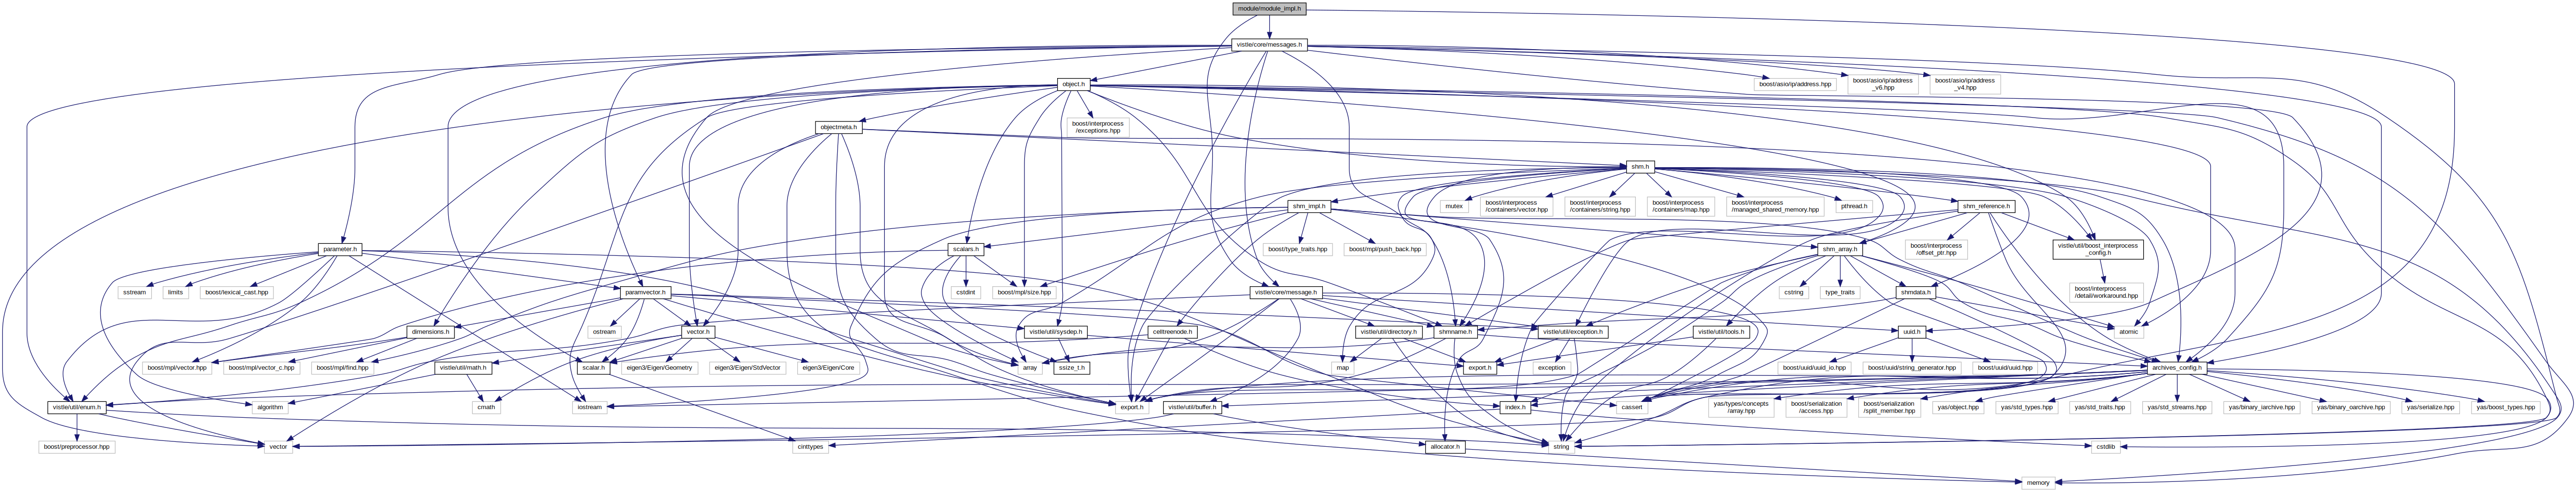 module/module_impl.h
vistle/core/messages.h
object.h
boost/asio/ip/address.hpp
boost/asio/ip/address
_v6.hpp
boost/asio/ip/address
_v4.hpp
boost/interprocess
/exceptions.hpp
objectmeta.h
shm.h
mutex
boost/interprocess
/containers/vector.hpp
boost/interprocess
/containers/string.hpp
boost/interprocess
/containers/map.hpp
boost/interprocess
/managed_shared_memory.hpp
pthread.h
shm_impl.h
shm_reference.h
parameter.h
scalars.h
boost/type_traits.hpp
boost/mpl/push_back.hpp
shm_array.h
boost/interprocess
/offset_ptr.hpp
vistle/util/boost_interprocess
_config.h
sstream
limits
boost/lexical_cast.hpp
paramvector.h
cstdint
boost/mpl/size.hpp
vistle/core/message.h
cstring
type_traits
shmdata.h
boost/interprocess
/detail/workaround.hpp
dimensions.h
ostream
vector.h
vistle/util/sysdep.h
celltreenode.h
vistle/util/directory.h
shmname.h
vistle/util/exception.h
vistle/util/tools.h
uuid.h
atomic
boost/mpl/vector.hpp
boost/mpl/vector_c.hpp
boost/mpl/find.hpp
vistle/util/math.h
scalar.h
eigen3/Eigen/Geometry
eigen3/Eigen/StdVector
eigen3/Eigen/Core
array
ssize_t.h
map
export.h
exception
boost/uuid/uuid_io.hpp
boost/uuid/string_generator.hpp
boost/uuid/uuid.hpp
archives_config.h
vistle/util/enum.h
algorithm
cmath
iostream
export.h
vistle/util/buffer.h
index.h
cassert
yas/types/concepts
/array.hpp
boost/serialization
/access.hpp
boost/serialization
/split_member.hpp
yas/object.hpp
yas/std_types.hpp
yas/std_traits.hpp
yas/std_streams.hpp
yas/binary_iarchive.hpp
yas/binary_oarchive.hpp
yas/serialize.hpp
yas/boost_types.hpp
boost/preprocessor.hpp
vector
cinttypes
allocator.h
string
cstdlib
memory